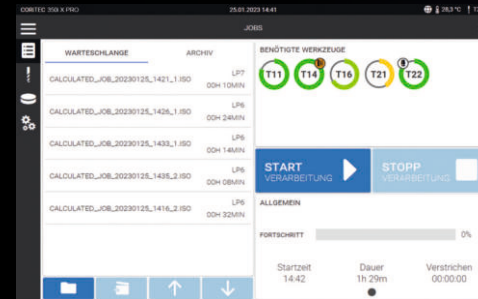 CORiTEC 350i X PRO
25.01.2023 14:41
28,3 °C
JOBS
WARTESCHLANGE
ARCHIV
CALCULATED_JOB_20230125_1421_1.ISO
LP7
00H 10MIN
CALCULATED_JOB_20230125_1426_1.ISO
LP6
00H 24MIN
CALCULATED_JOB_20230125_1433_1.ISO
LP6
00H 14MIN
CALCULATED_JOB_20230125_1435_2.ISO
LP6
00H 08MIN
CALCULATED_JOB_20230125_1416_2.ISO
LP6
00H 32MIN
BENÖTIGTE WERKZEUGE
T11
T14
T16
T21
T22
START
VERARBEITUNG
STOPP
VERARBEITUNG
ALLGEMEIN
FORTSCHRITT
0%
Startzeit
14:42
Dauer
1h 29m
Verstrichen
00:00:00